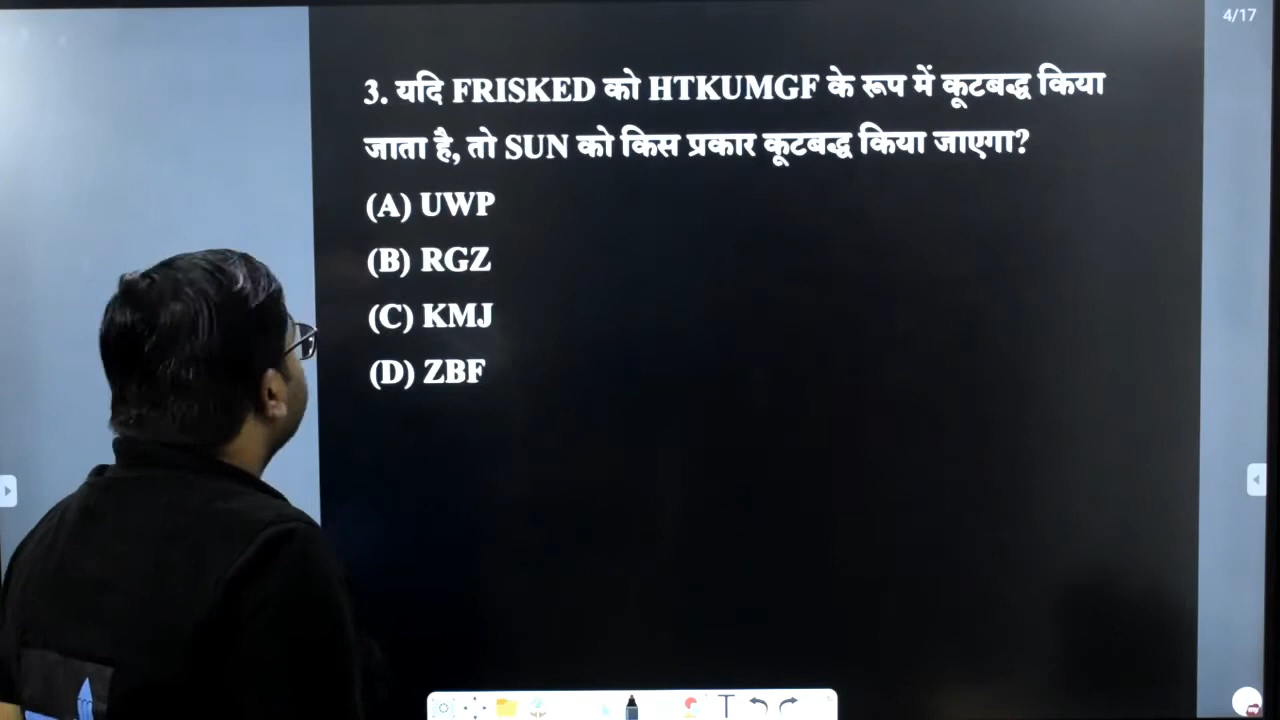 4/17
3. यदि FRISKED को HTKUMGF के रूप में कूटबद्ध किया
जाता है, तो SUN को किस प्रकार कूटबद्ध किया जाएगा?
(A) UWP
(B) RGZ
(C) KMJ
(D) ZBF
T